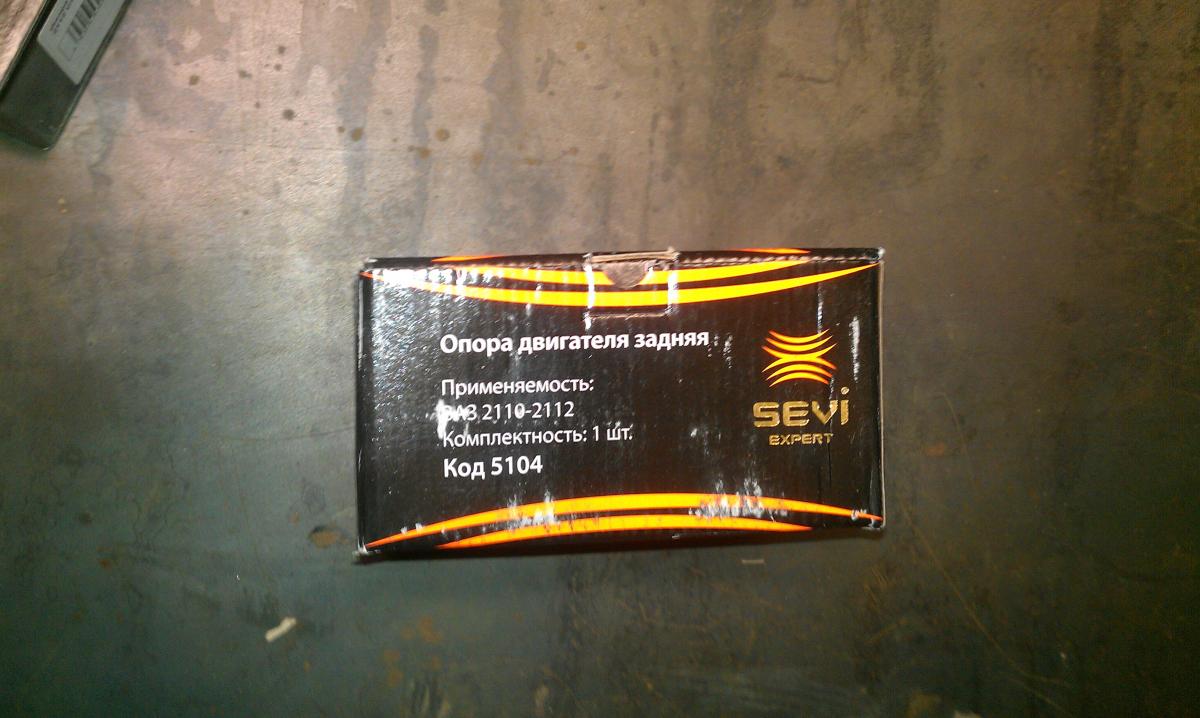 Опора двигателя задняя
Применяемость:
ВАЗ 2110-2112
Комплектность: 1 шт.
Код 5104
SEVi
EXPERT